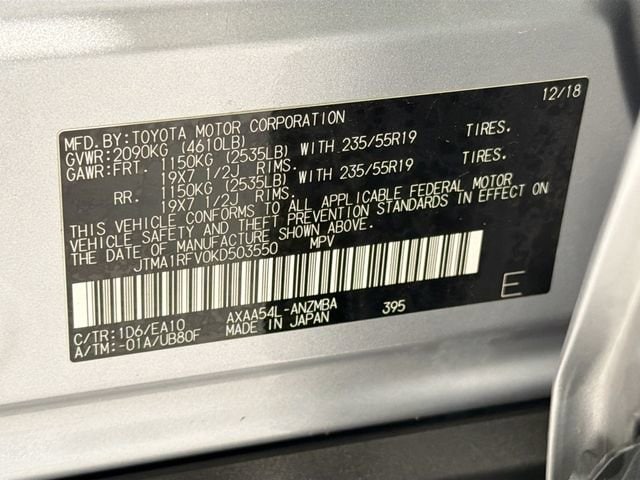 12/18
MFD.BY:TOYOTA MOTOR CORPORATION
GVWR:2090KG (4610LB)
GAWR:FRT. 1150KG (2535LB) WITH 235/55R19 TIRES.
19X7 1/2J RIMS.
RR. 1150KG (2535LB) WITH 235/55R19 TIRES.
19X7 1/2J RIMS.
THIS VEHICLE CONFORMS TO ALL APPLICABLE FEDERAL MOTOR
VEHICLE SAFETY AND THEFT PREVENTION STANDARDS IN EFFECT ON
THE DATE OF MANUFACTURE SHOWN ABOVE.
JTMA1RFV0KD503550 MPV
E
C/TR:1D6/EA10 AXAA54L-ANZMBA 395
A/TM:-01A/UB80F MADE IN JAPAN